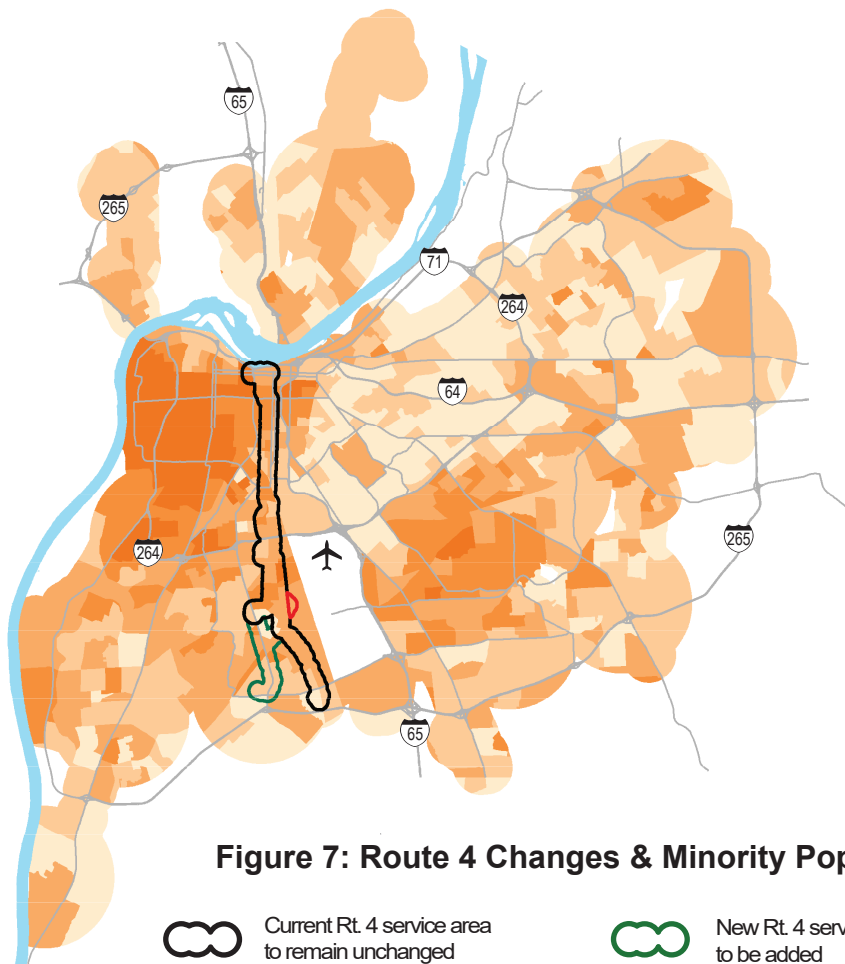 65
265
71
264
64
264
265
65
Figure 7: Route 4 Changes & Minority Pop
Current Rt. 4 service area
to remain unchanged
New Rt. 4 serv
to be added